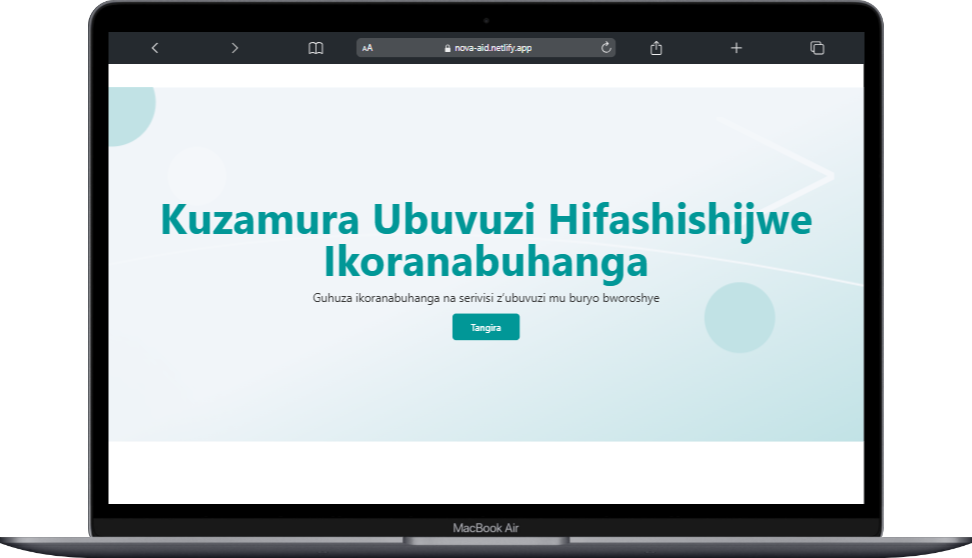 AA
nova-aid.netlify.app
Kuzamura Ubuvuzi Hifashishijwe
Ikoranabuhanga
Guhuza ikoranabuhanga na serivisi z'ubuvuzi mu buryo bworoshye
Tangira
MacBook Air